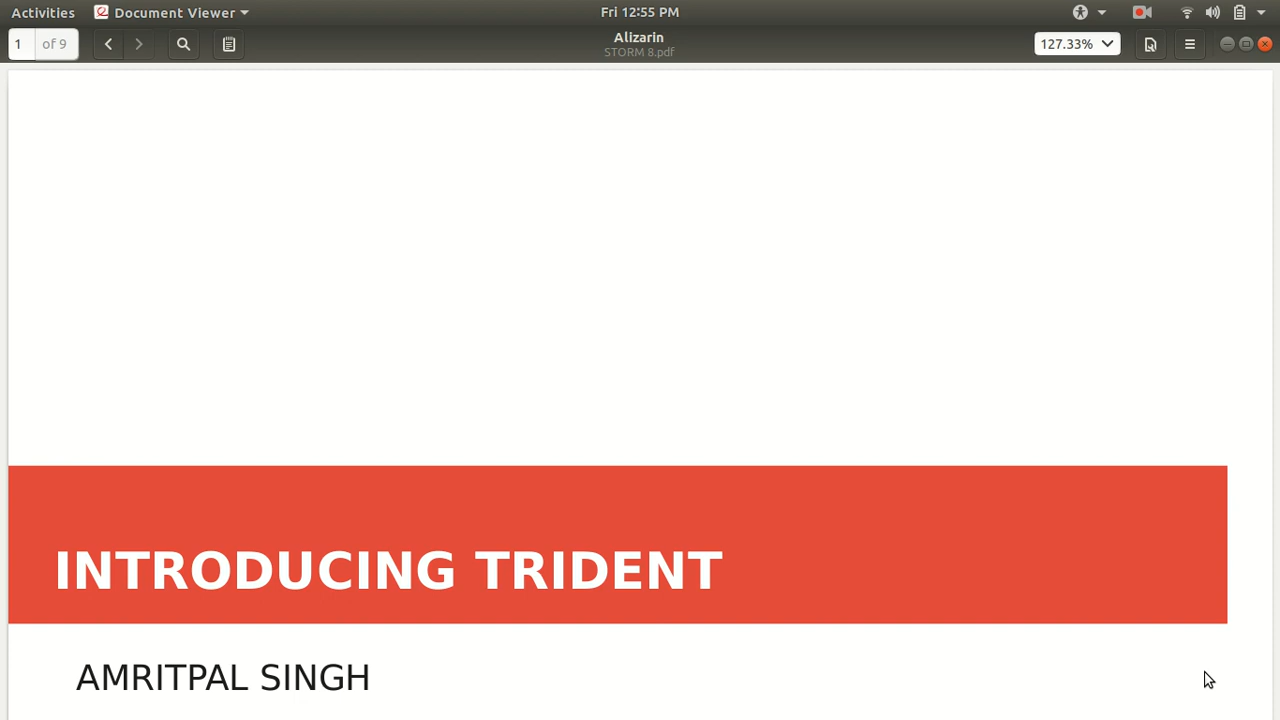 Activities Document Viewer Fri 12:55 PM
1 of 9 Alizarin 127.33%
STORM 8.pdf
INTRODUCING TRIDENT
AMRITPAL SINGH